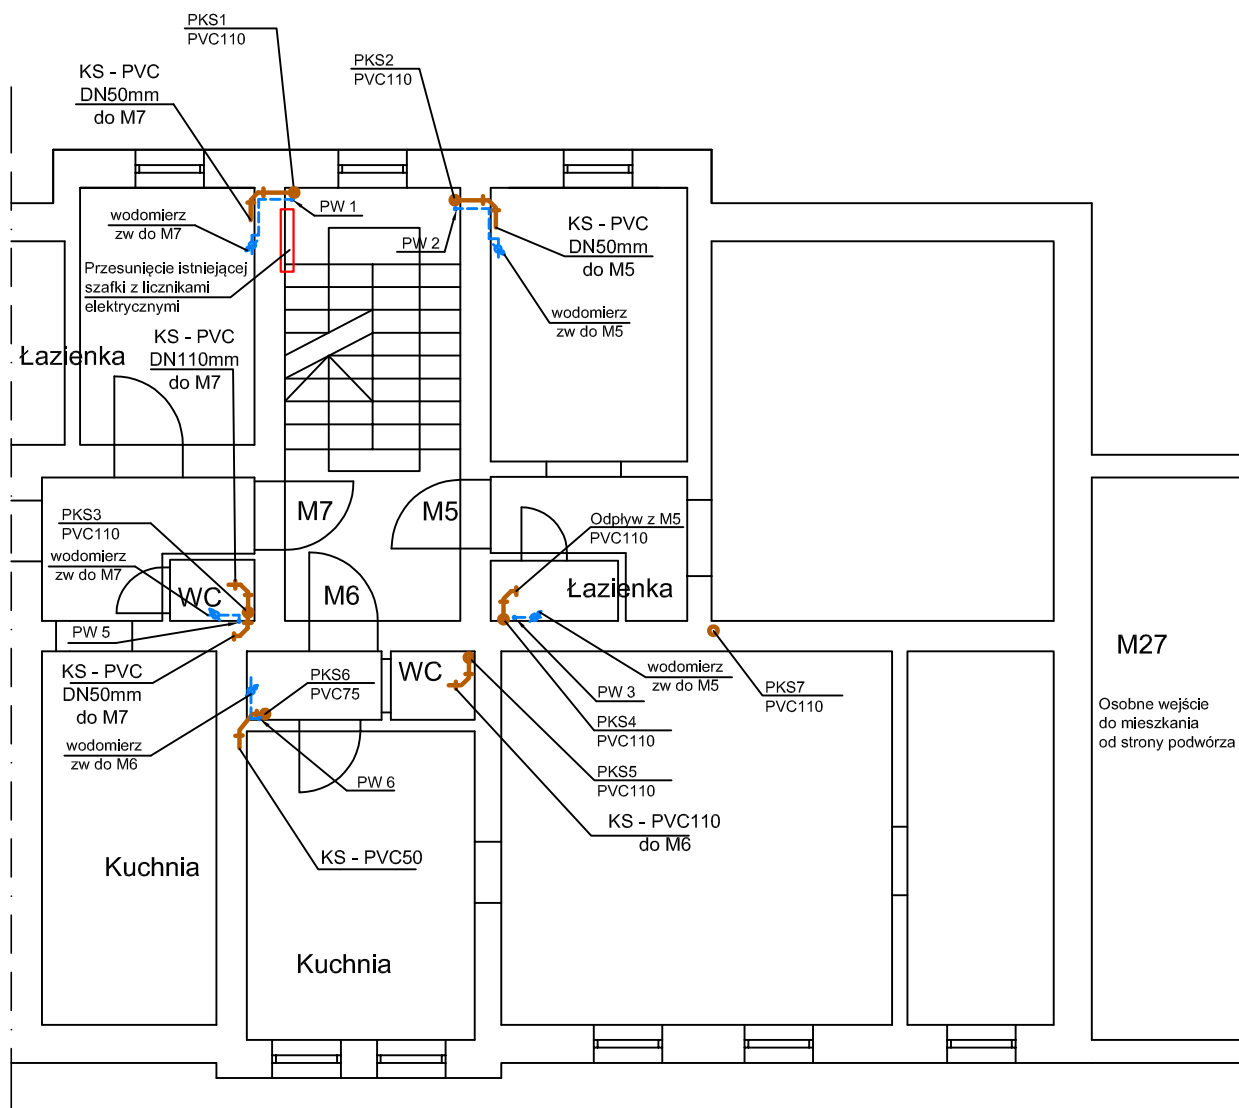 PKS1
PVC110
PKS2
PVC110
KS - PVC
DN50mm
do M7
wodomierz
zw do M7
PW 1
PW 2
KS - PVC
DN50mm
do M5
Przesunięcie istniejącej
szafki z licznikami
elektrycznymi
wodomierz
zw do M5
Łazienka
KS - PVC
DN110mm
do M7
M7
M5
PKS3
PVC110
Odpływ z M5
PVC110
wodomierz
zw do M7
WC
M6
Łazienka
PW 5
KS - PVC
DN50mm
do M7
PKS6
PVC75
WC
wodomierz
zw do M5
PW 3
PKS7
PVC110
M27
Osobne wejście
do mieszkania
od strony podwórza
PKS4
PVC110
wodomierz
zw do M6
PW 6
PKS5
PVC110
KS - PVC110
do M6
Kuchnia
KS - PVC50
Kuchnia